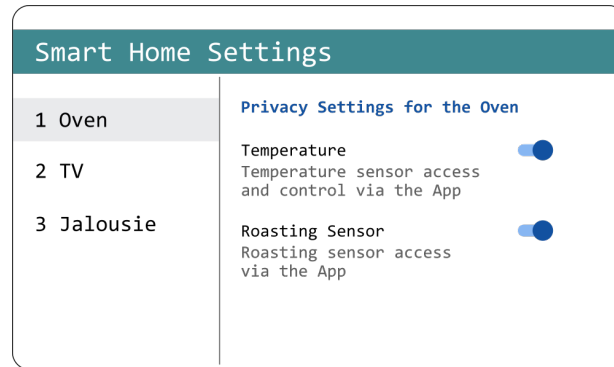 Smart Home Settings
1 Oven
2 TV
3 Jalousie
Privacy Settings for the Oven
Temperature
Temperature sensor access
and control via the App
Roasting Sensor
Roasting sensor access
via the App